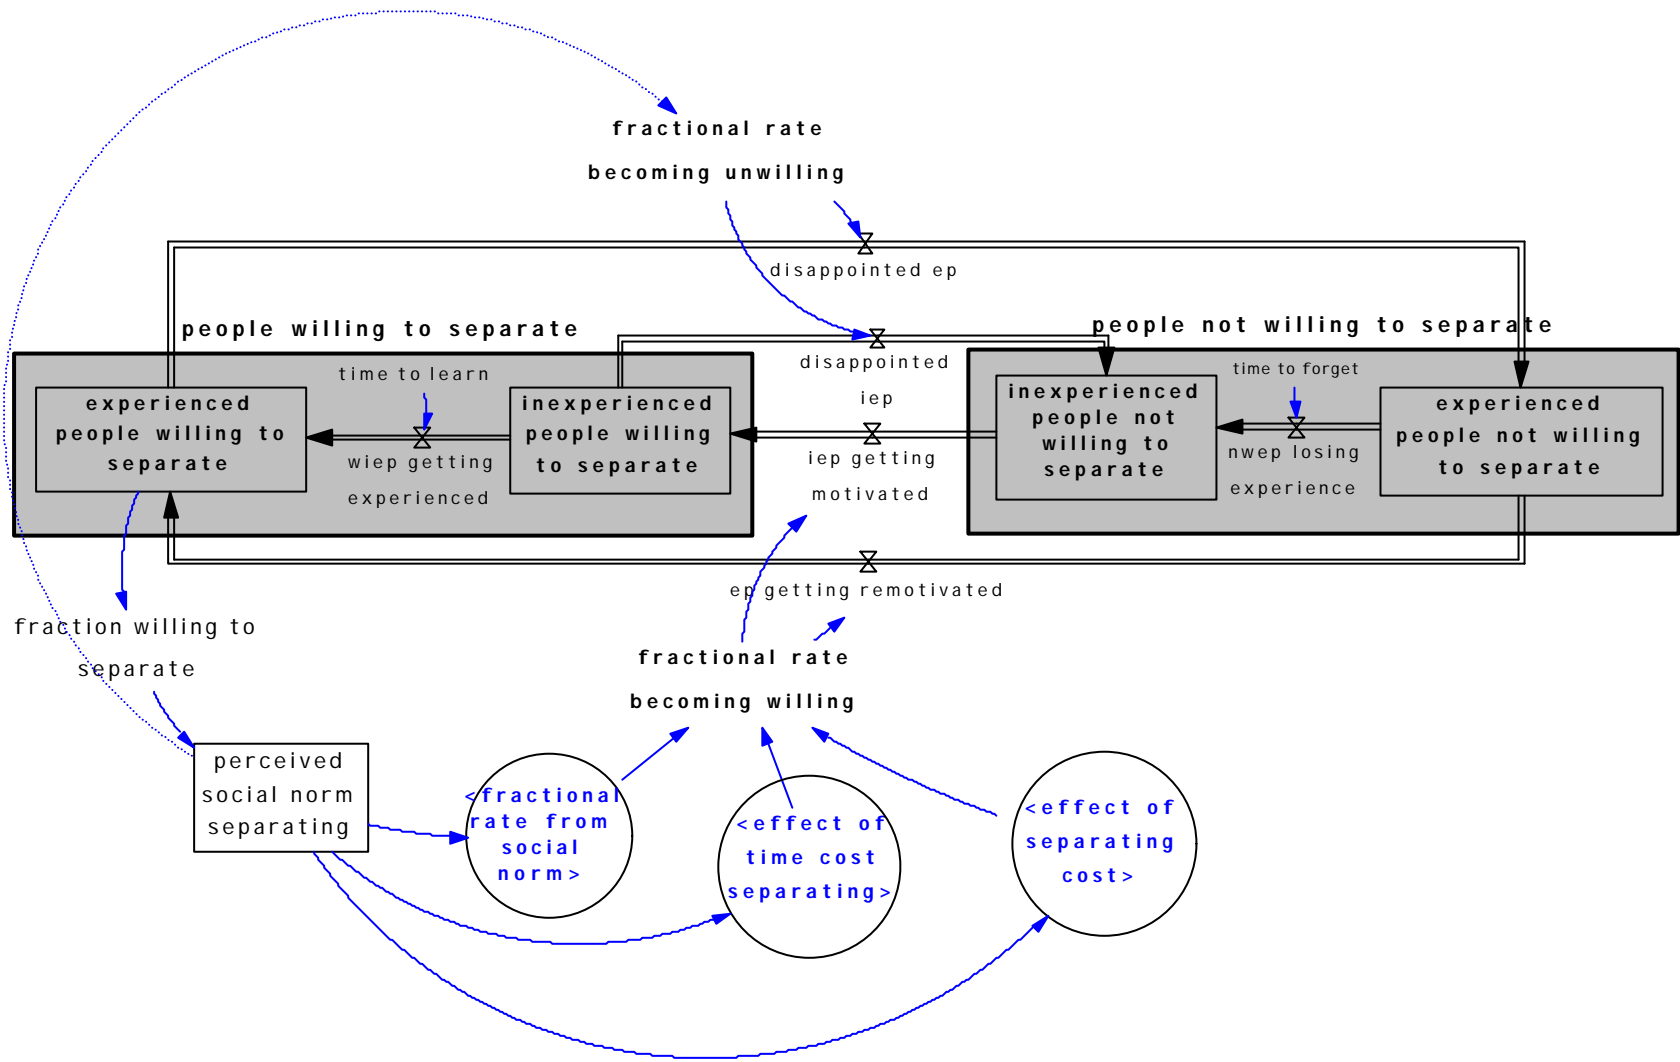 fractional rate
becoming unwilling
disappointed ep
people willing to separate
people not willing to separate
time to learn
disappointed
iep
time to forget
experienced
people willing to
separate
inexperienced
people willing
to separate
inexperienced
people not
willing to
separate
experienced
people not willing
to separate
wiep getting
experienced
iep getting
motivated
nwep losing
experience
ep getting remotivated
fraction willing to
separate
fractional rate
becoming willing
perceived
social norm
separating
<fractional
rate from
social
norm>
<effect of
time cost
separating>
<effect of
separating
cost>